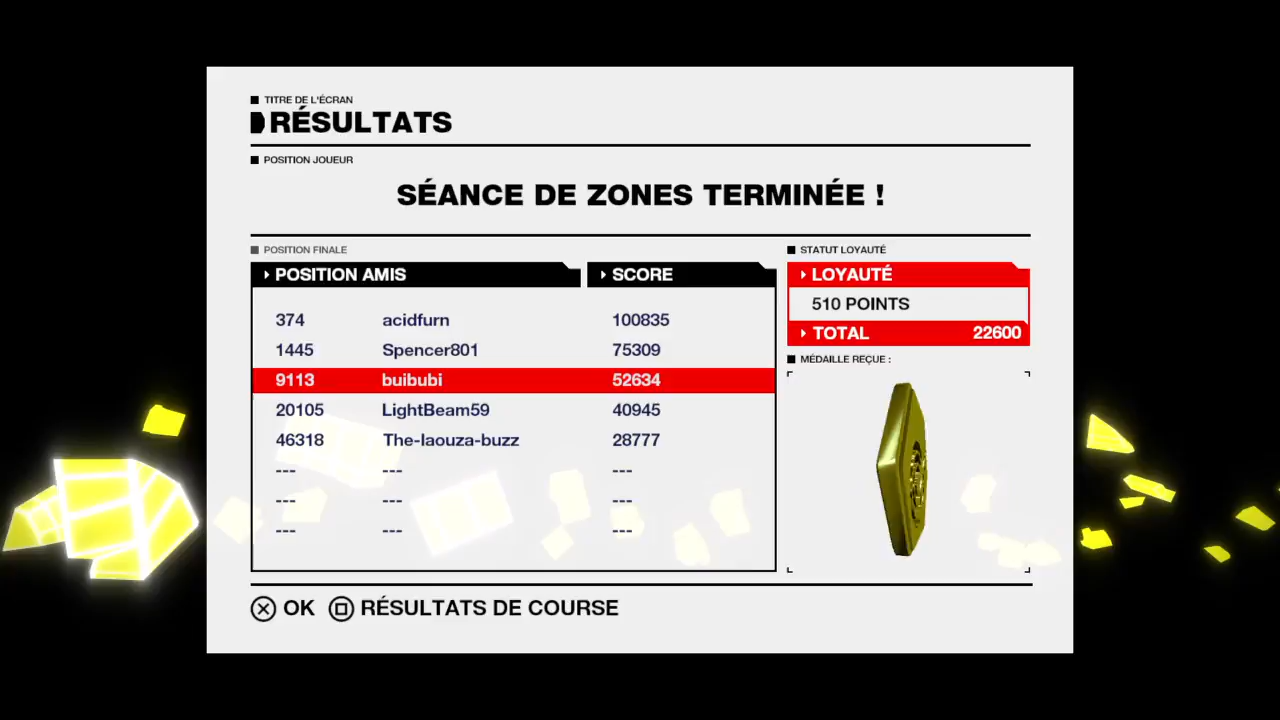 TITRE DE L'ÉCRAN
RÉSULTATS
POSITION JOUEUR
SÉANCE DE ZONES TERMINÉE !
POSITION FINALE
POSITION AMIS SCORE
374 acidfurn 100835
1445 Spencer801 75309
9113 buibubi 52634
20105 LightBeam59 40945
46318 The-laouza-buzz 28777
--- --- ---
--- --- ---
--- --- ---
STATUT LOYAUTÉ
LOYAUTÉ
510 POINTS
TOTAL 22600
MÉDAILLE REÇUE :
OK RÉSULTATS DE COURSE